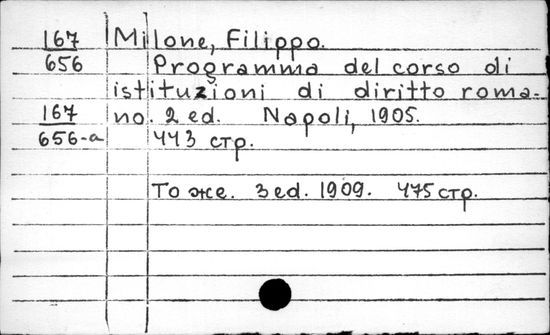 167 Milone, Filippo.
656 Programma del corso di
istituzioni di diritto roma-
167 no. 2 ed. Napoli, 1905.
656-a 443 стр.
То же. 3 ed. 1909. 475 стр.